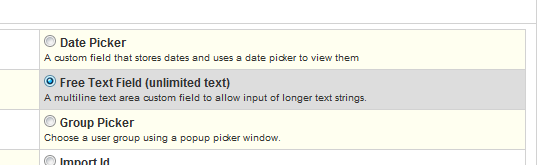 Date Picker
A custom field that stores dates and uses a date picker to view them
Free Text Field (unlimited text)
A multiline text area custom field to allow input of longer text strings.
Group Picker
Choose a user group using a popup picker window.
Import Id